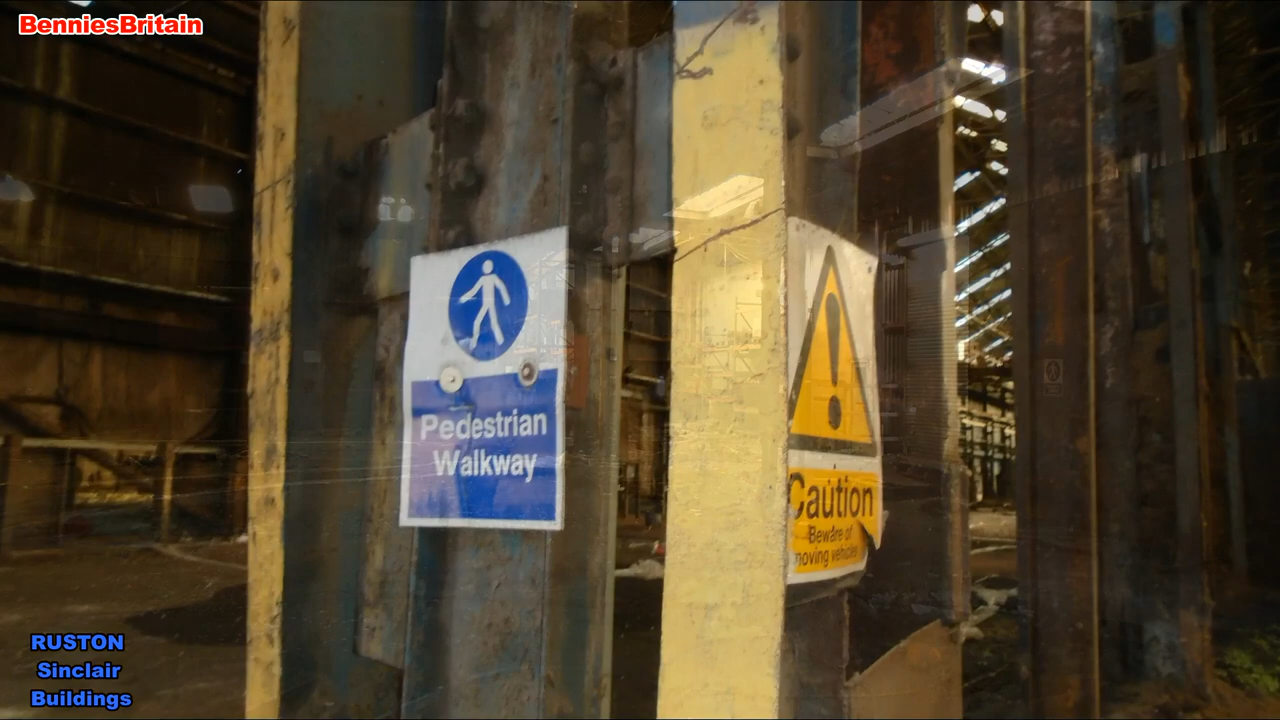 BenniesBritain
Pedestrian
Walkway
Caution
Beware of
moving vehicles
RUSTON
Sinclair
Buildings